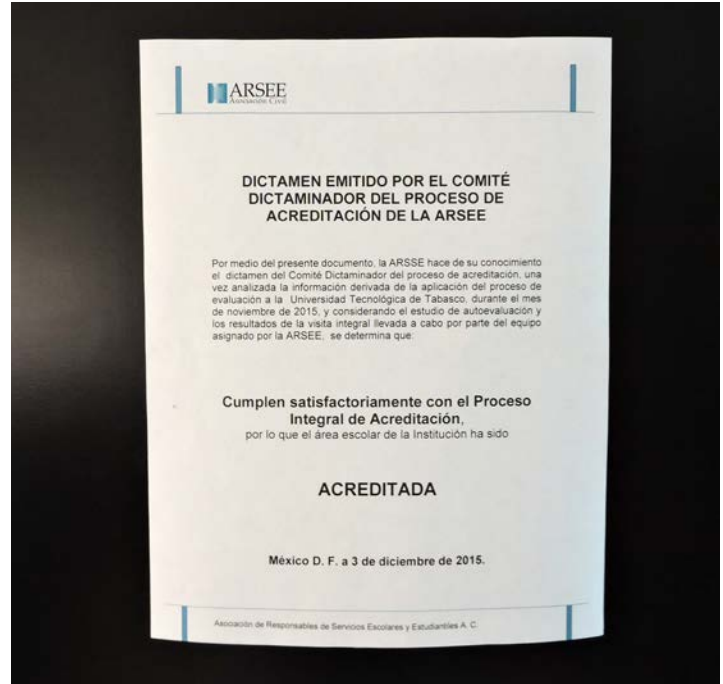 ARSEE
Asociación Civil
DICTAMEN EMITIDO POR EL COMITÉ
DICTAMINADOR DEL PROCESO DE
ACREDITACIÓN DE LA ARSEE
Por medio del presente documento, la ARSSE hace de su conocimiento
el dictamen del Comité Dictaminador del proceso de acreditación, una
vez analizada la información derivada de la aplicación del proceso de
evaluación a la Universidad Tecnológica de Tabasco, durante el mes
de noviembre de 2015, y considerando el estudio de autoevaluación y
los resultados de la visita integral llevada a cabo por parte del equipo
asignado por la ARSEE, se determina que:
Cumplen satisfactoriamente con el Proceso
Integral de Acreditación,
por lo que el área escolar de la Institución ha sido
ACREDITADA
México D. F. a 3 de diciembre de 2015.
Asociación de Responsables de Servicios Escolares y Estudiantiles A. C.